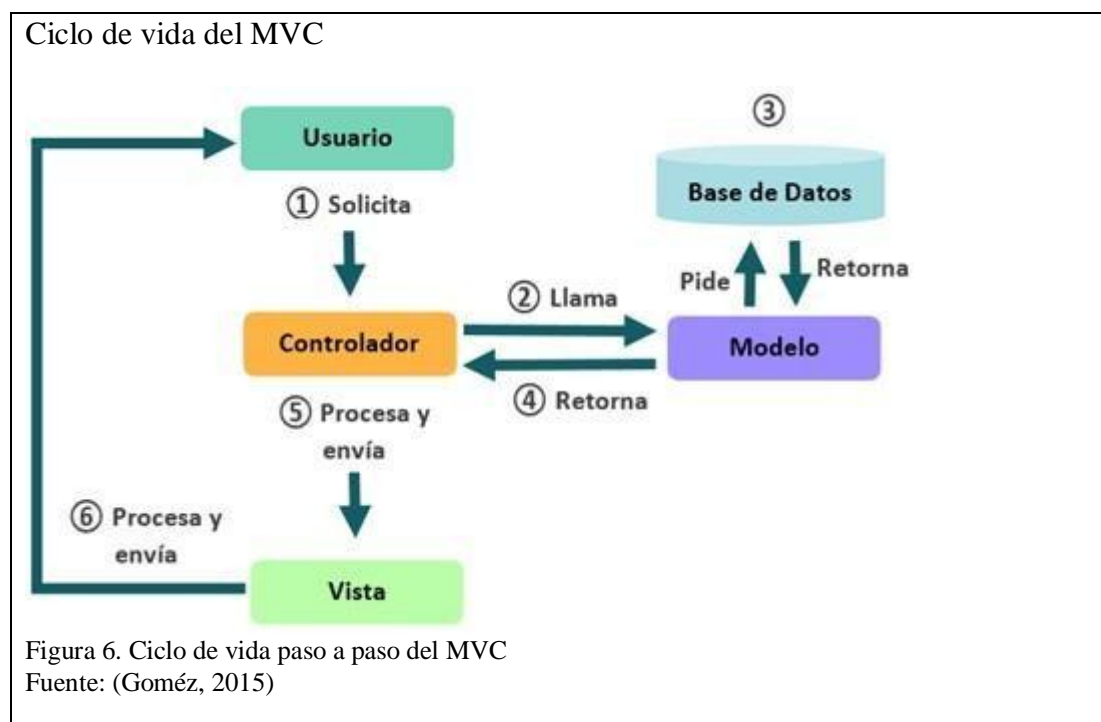 Ciclo de vida del MVC
③
Usuario
Base de Datos
① Solicita
Pide
Retorna
② Llama
Controlador
Modelo
④ Retorna
⑤ Procesa y
envía
⑥ Procesa y
envía
Vista
Figura 6. Ciclo de vida paso a paso del MVC
Fuente: (Goméz, 2015)